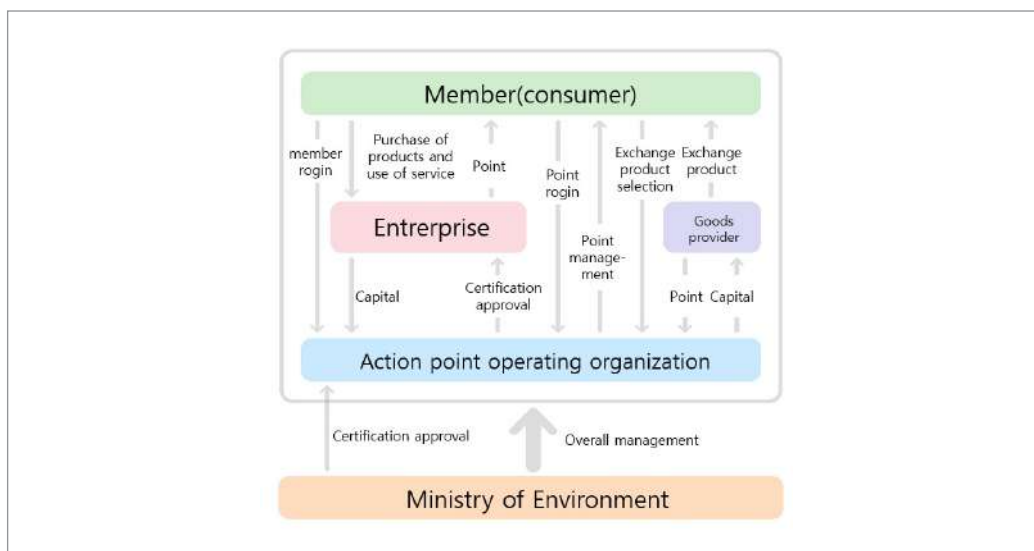 Member(consumer)
member
rogin
Purchase of
products and
use of service
Point
Point
rogin
Point
manage-
ment
Exchange
product
selection
Exchange
product
Entrerprise
Goods
provider
Capital
Certification
approval
Point
Capital
Action point operating organization
Certification approval
Overall management
Ministry of Environment